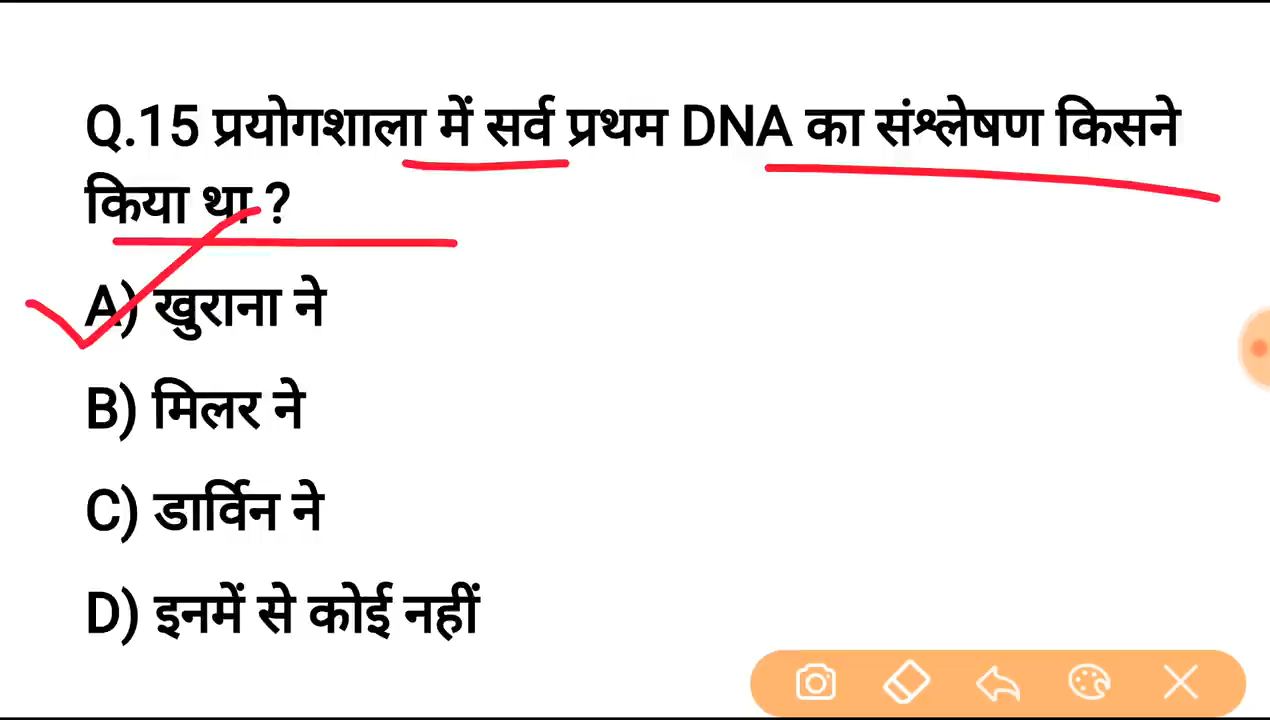 Q.15 प्रयोगशाला में सर्व प्रथम DNA का संश्लेषण किसने
किया था ?
A) खुराना ने
B) मिलर ने
C) डार्विन ने
D) इनमें से कोई नहीं